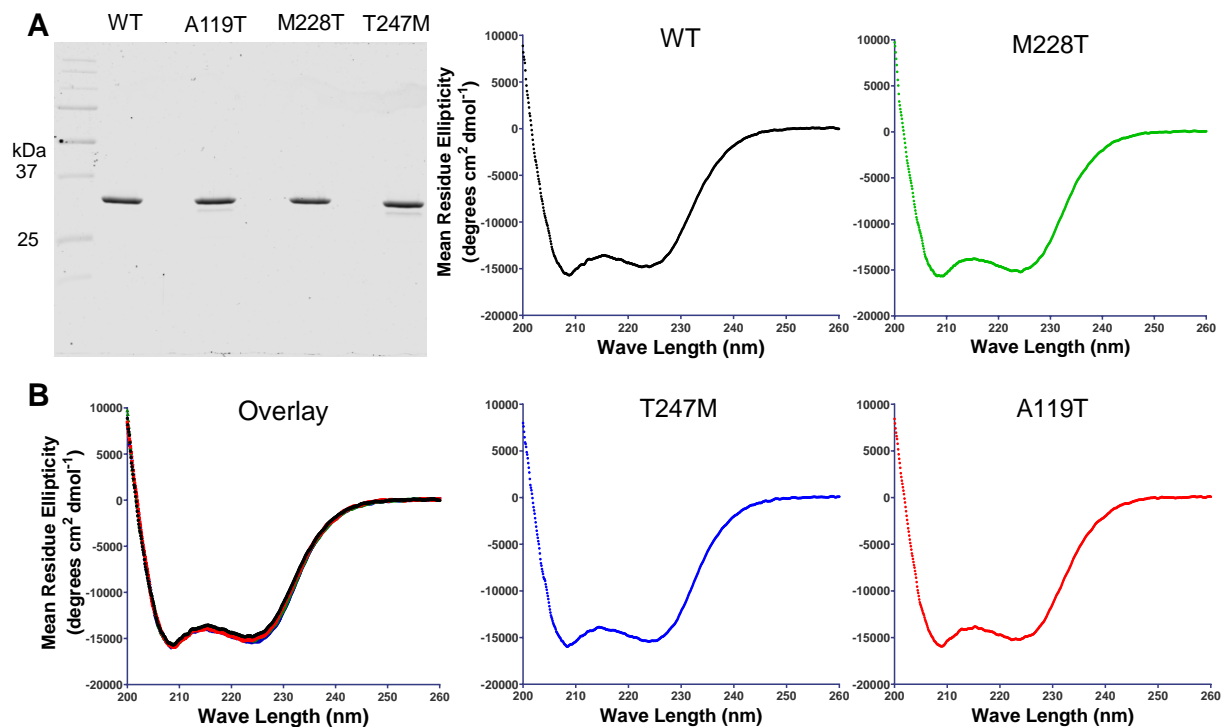 A
WT A119T M228T T247M
kDa
37
25
WT
Mean Residue Ellipticity
(degrees cm² dmol⁻¹)
10000
5000
0
-5000
-10000
-15000
-20000
200 210 220 230 240 250 260
Wave Length (nm)
M228T
10000
5000
0
-5000
-10000
-15000
-20000
200 210 220 230 240 250 260
Wave Length (nm)
B
Overlay
Mean Residue Ellipticity
(degrees cm² dmol⁻¹)
10000
5000
0
-5000
-10000
-15000
-20000
200 210 220 230 240 250 260
Wave Length (nm)
T247M
10000
5000
0
-5000
-10000
-15000
-20000
200 210 220 230 240 250 260
Wave Length (nm)
A119T
10000
5000
0
-5000
-10000
-15000
-20000
200 210 220 230 240 250 260
Wave Length (nm)